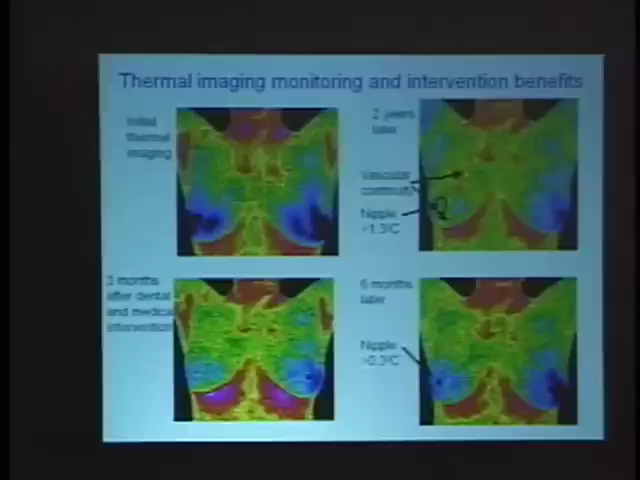 Thermal imaging monitoring and intervention benefits
Initial
thermal
imaging
2 years
later
Vascular
Nipple
>1.3°C
3 months
after dental
and medical
intervention
6 months
later
Nipple
>0.3°C